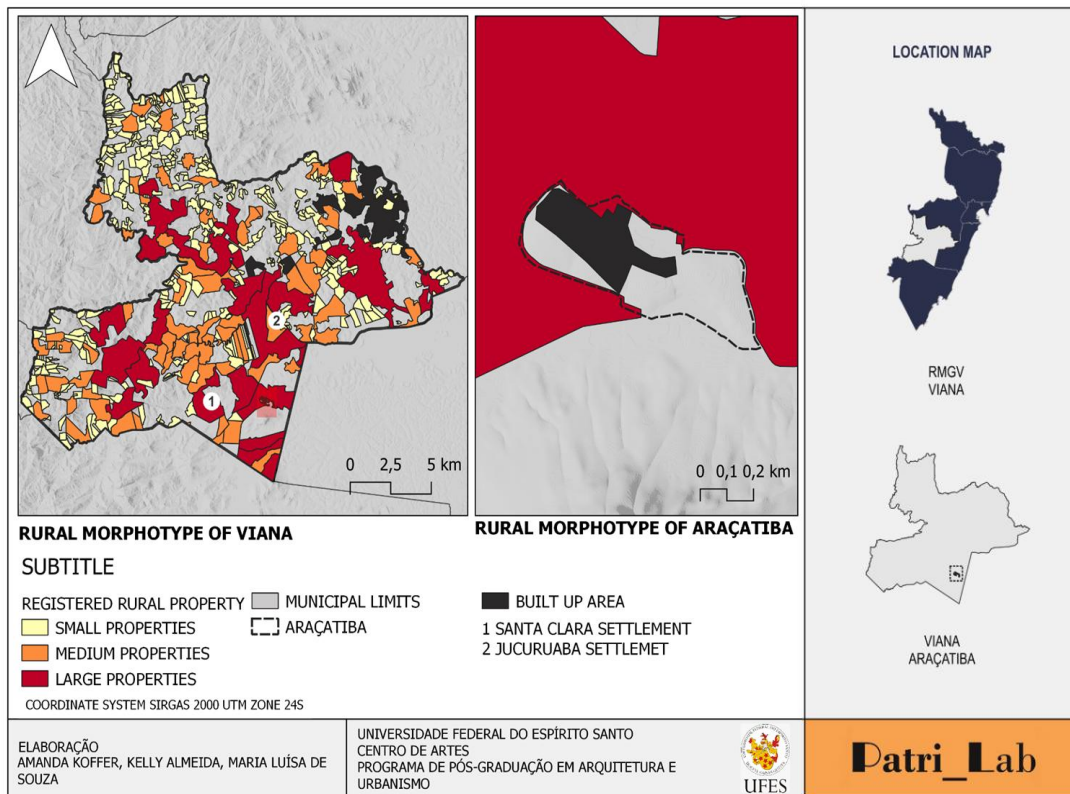 LOCATION MAP
1
2
0 2,5 5 km
0 0,1 0,2 km
RURAL MORPHOTYPE OF VIANA
RURAL MORPHOTYPE OF ARAÇATIBA
RMGV
VIANA
VIANA
ARAÇATIBA
SUBTITLE
REGISTERED RURAL PROPERTY
SMALL PROPERTIES
MEDIUM PROPERTIES
LARGE PROPERTIES
MUNICIPAL LIMITS
ARAÇATIBA
BUILT UP AREA
1 SANTA CLARA SETTLEMENT
2 JUCURUABA SETTLEMET
COORDINATE SYSTEM SIRGAS 2000 UTM ZONE 24S
ELABORAÇÃO
AMANDA KOFFER, KELLY ALMEIDA, MARIA LUÍSA DE
SOUZA
UNIVERSIDADE FEDERAL DO ESPÍRITO SANTO
CENTRO DE ARTES
PROGRAMA DE PÓS-GRADUAÇÃO EM ARQUITETURA E
URBANISMO
UFES
Patri_Lab